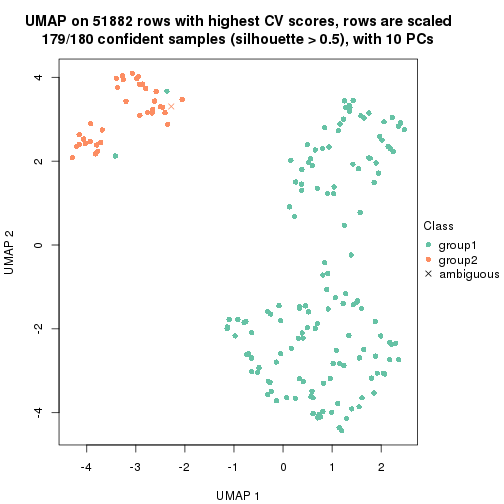 UMAP on 51882 rows with highest CV scores, rows are scaled
179/180 confident samples (silhouette > 0.5), with 10 PCs
4
2
0
-2
-4
UMAP 2
-4
-3
-2
-1
0
1
2
UMAP 1
Class
group1
group2
ambiguous